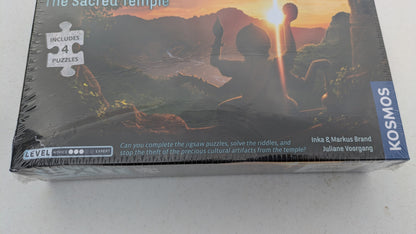 The Sacred Temple
INCLUDES
4
PUZZLES
KOSMOS
Inka & Markus Brand
Juliane Voorgang
Can you complete the jigsaw puzzles, solve the riddles, and
stop the theft of the precious cultural artifacts from the temple?
LEVEL
EXPERT